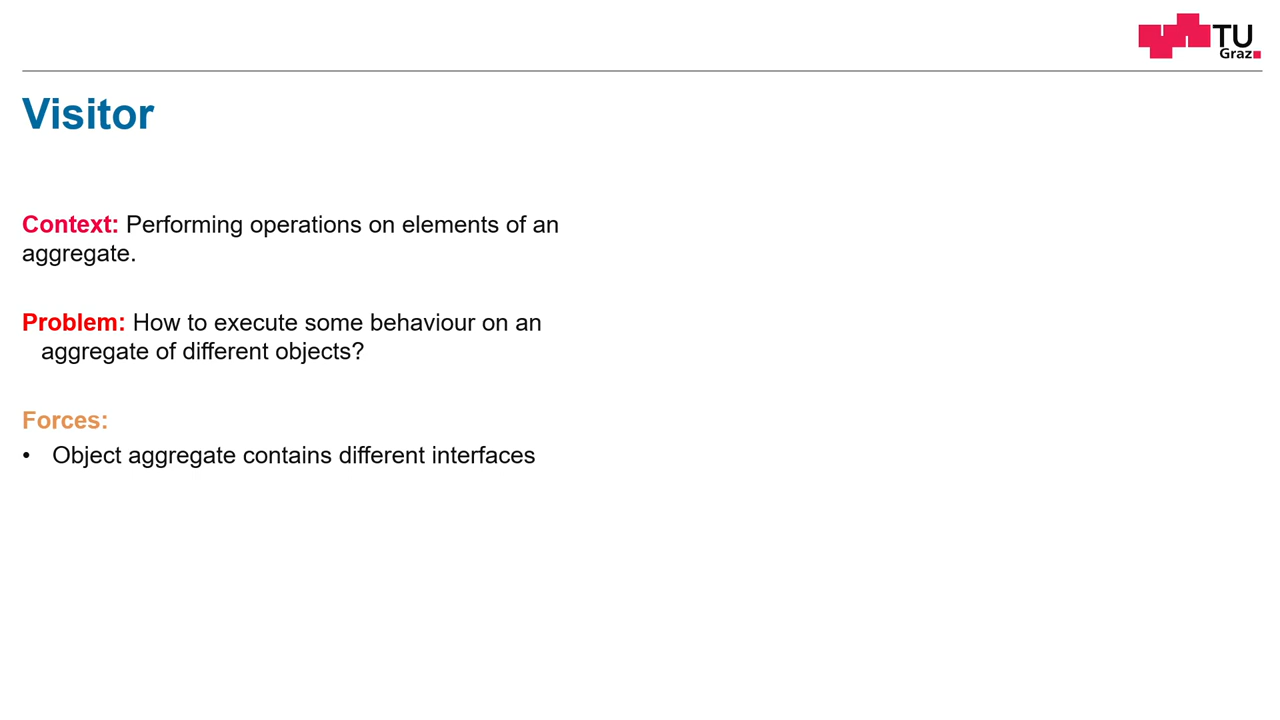 TU
Graz
Visitor
Context: Performing operations on elements of an
aggregate.
Problem: How to execute some behaviour on an
aggregate of different objects?
Forces:
• Object aggregate contains different interfaces